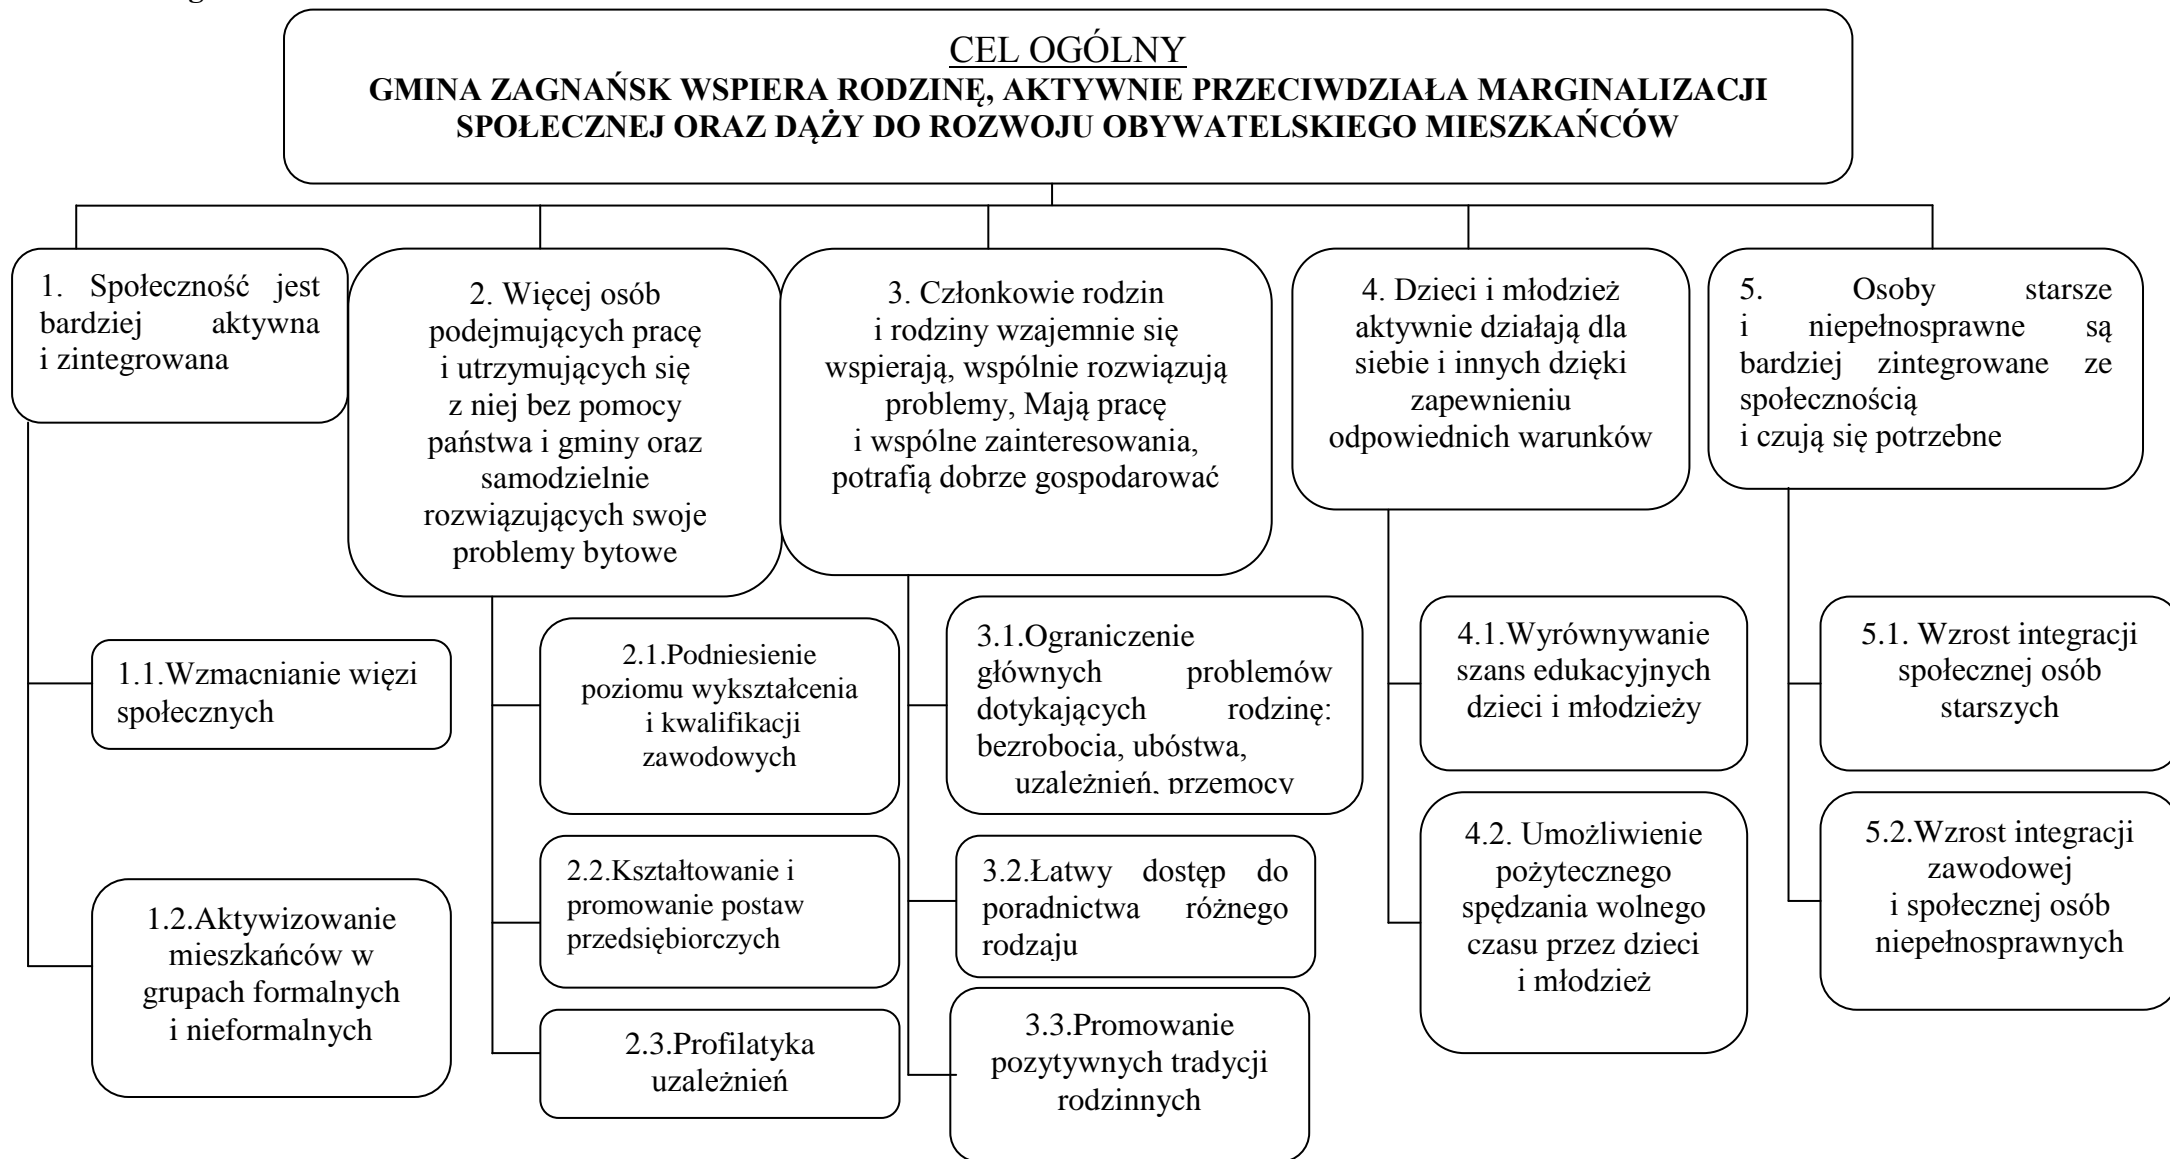 CEL OGÓLNY
GMINA ZAGNAŃSK WSPIERA RODZINĘ, AKTYWNIE PRZECIWDZIAŁA MARGINALIZACJI
SPOŁECZNEJ ORAZ DĄŻY DO ROZWOJU OBYWATELSKIEGO MIESZKAŃCÓW
1. Społeczność jest
bardziej aktywna
i zintegrowana
2. Więcej osób
podejmujących pracę
i utrzymujących się
z niej bez pomocy
państwa i gminy oraz
samodzielnie
rozwiązujących swoje
problemy bytowe
3. Członkowie rodzin
i rodziny wzajemnie się
wspierają, wspólnie rozwiązują
problemy, Mają pracę
i wspólne zainteresowania,
potrafią dobrze gospodarować
4. Dzieci i młodzież
aktywnie działają dla
siebie i innych dzięki
zapewnieniu
odpowiednich warunków
5. Osoby starsze
i niepełnosprawne są
bardziej zintegrowane ze
społecznością
i czują się potrzebne
1.1.Wzmacnianie więzi
społecznych
1.2.Aktywizowanie
mieszkańców w
grupach formalnych
i nieformalnych
2.1.Podniesienie
poziomu wykształcenia
i kwalifikacji
zawodowych
2.2.Kształtowanie i
promowanie postaw
przedsiębiorczych
2.3.Profilatyka
uzależnień
3.1.Ograniczenie
głównych problemów
dotykających rodzinę:
bezrobocia, ubóstwa,
uzależnień, przemocy
3.2.Łatwy dostęp do
poradnictwa różnego
rodzaju
3.3.Promowanie
pozytywnych tradycji
rodzinnych
4.1.Wyrównywanie
szans edukacyjnych
dzieci i młodzieży
4.2. Umożliwienie
pożytecznego
spędzania wolnego
czasu przez dzieci
i młodzież
5.1. Wzrost integracji
społecznej osób
starszych
5.2.Wzrost integracji
zawodowej
i społecznej osób
niepełnosprawnych